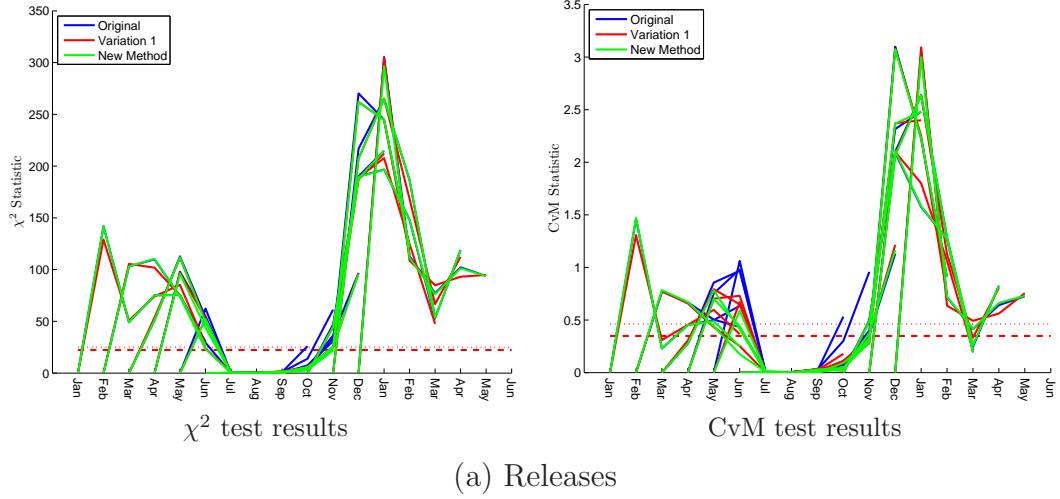 350
300
250
200
150
100
50
0
χ² Statistic
Original
Variation 1
New Method
Jan
Feb
Mar
Apr
May
Jun
Jul
Aug
Sep
Oct
Nov
Dec
Jan
Feb
Mar
Apr
May
Jun
χ² test results
3.5
3
2.5
2
1.5
1
0.5
0
CvM Statistic
Original
Variation 1
New Method
Jan
Feb
Mar
Apr
May
Jun
Jul
Aug
Sep
Oct
Nov
Dec
Jan
Feb
Mar
Apr
May
Jun
CvM test results
(a) Releases